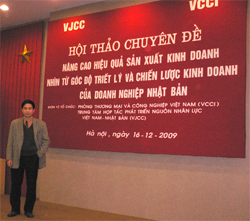 VJCC
VCCI
HỘI THẢO CHUYÊN ĐỀ
NÂNG CAO HIỆU QUẢ SẢN XUẤT KINH DOANH
NHÌN TỪ GÓC ĐỘ TRIẾT LÝ VÀ CHIẾN LƯỢC KINH DOANH
CỦA DOANH NGHIỆP NHẬT BẢN
PHÒNG THƯƠNG MẠI VÀ CÔNG NGHIỆP VIỆT NAM (VCCI)
TRUNG TÂM HỢP TÁC PHÁT TRIỂN NGUỒN NHÂN LỰC
VIỆT NAM-NHẬT BẢN (VJCC)
Hà nội, ngày 16-12-2009